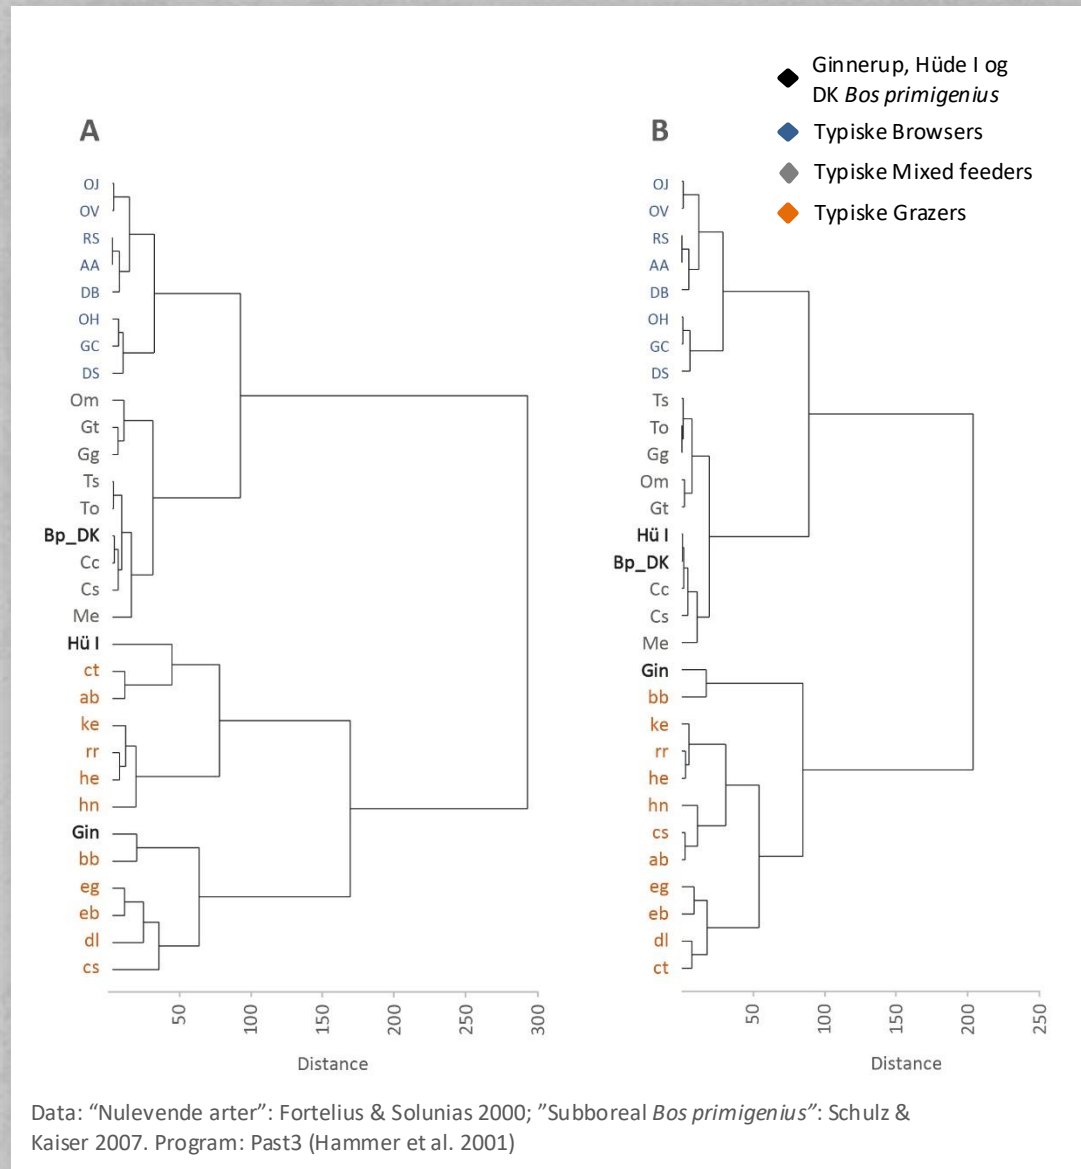 Ginnerup, Hüde I og
DK Bos primigenius
Typiske Browsers
Typiske Mixed feeders
Typiske Grazers
A
OJ
OV
RS
AA
DB
OH
GC
DS
Om
Gt
Gg
Ts
To
Bp_DK
Cc
Cs
Me
Hü I
ct
ab
ke
rr
he
hn
Gin
bb
eg
eb
dl
cs
50
100
150
200
250
300
Distance
B
OJ
OV
RS
AA
DB
OH
GC
DS
Ts
To
Gg
Om
Gt
Hü I
Bp_DK
Cc
Cs
Me
Gin
bb
ke
rr
he
hn
cs
ab
eg
eb
dl
ct
50
100
150
200
250
Distance
Data: “Nulevende arter”: Fortelius & Solunias 2000; ”Subboreal Bos primigenius”: Schulz &
Kaiser 2007. Program: Past3 (Hammer et al. 2001)